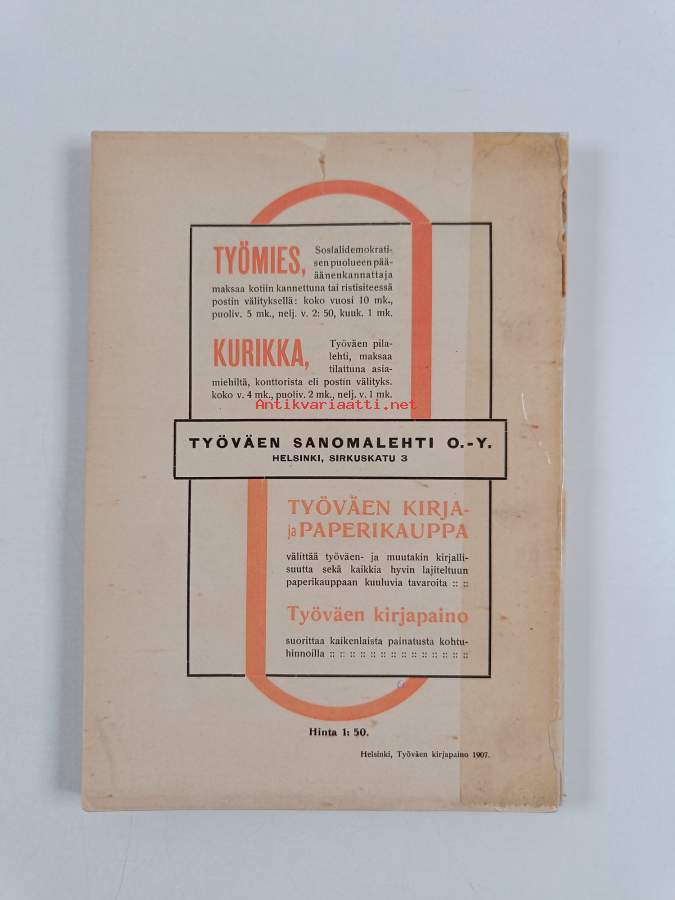 TYÖMIES,
Sosialidemokrati-
sen puolueen pää-
äänenkannattaja
maksaa kotiin kannettuna tai ristisiteessä
postin välityksellä: koko vuosi 10 mk.,
puoliv. 5 mk., nelj. v. 2: 50, kuuk. 1 mk.
KURIKKA,
Työväen pila-
lehti, maksaa
tilattuna asia-
miehiltä, konttorista eli postin välityks.
koko v. 4 mk., puoliv. 2 mk., nelj. v. 1 mk.
Antikvariaatti.net
TYÖVÄEN SANOMALEHTI O.-Y.
HELSINKI, SIRKUSKATU 3
TYÖVÄEN KIRJA-
ja PAPERIKAUPPA
välittää työväen- ja muutakin kirjalli-
suutta sekä kaikkia hyvin lajiteltuun
paperikauppaan kuuluvia tavaroita :: ::
Työväen kirjapaino
suorittaa kaikenlaista painatusta kohtu-
hinnoilla :: :: :: :: :: :: :: :: :: :: :: :: :: ::
Hinta 1: 50.
Helsinki, Työväen kirjapaino 1907.